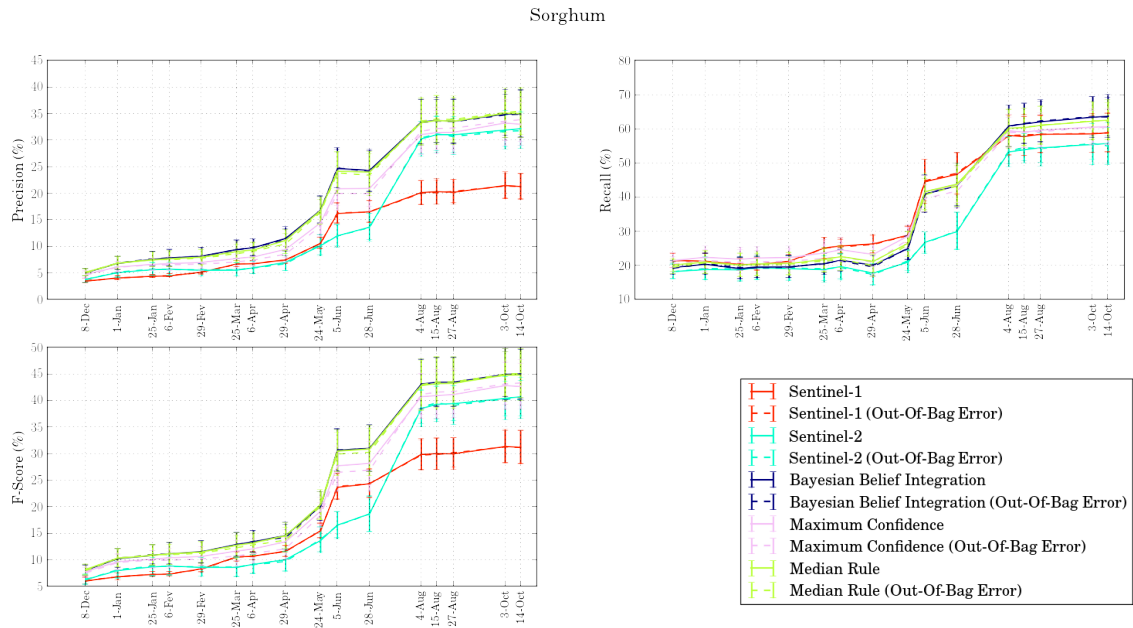 Sorghum
Precision (%)
45
40
35
30
25
20
15
10
5
0
8-Dec
1-Jan
25-Jan
6-Fev
29-Fev
25-Mar
6-Apr
29-Apr
24-May
5-Jun
28-Jun
4-Aug
15-Aug
27-Aug
3-Oct
14-Oct
Recall (%)
80
70
60
50
40
30
20
10
8-Dec
1-Jan
25-Jan
6-Fev
29-Fev
25-Mar
6-Apr
29-Apr
24-May
5-Jun
28-Jun
4-Aug
15-Aug
27-Aug
3-Oct
14-Oct
F-Score (%)
50
45
40
35
30
25
20
15
10
5
8-Dec
1-Jan
25-Jan
6-Fev
29-Fev
25-Mar
6-Apr
29-Apr
24-May
5-Jun
28-Jun
4-Aug
15-Aug
27-Aug
3-Oct
14-Oct
Sentinel-1
Sentinel-1 (Out-Of-Bag Error)
Sentinel-2
Sentinel-2 (Out-Of-Bag Error)
Bayesian Belief Integration
Bayesian Belief Integration (Out-Of-Bag Error)
Maximum Confidence
Maximum Confidence (Out-Of-Bag Error)
Median Rule
Median Rule (Out-Of-Bag Error)